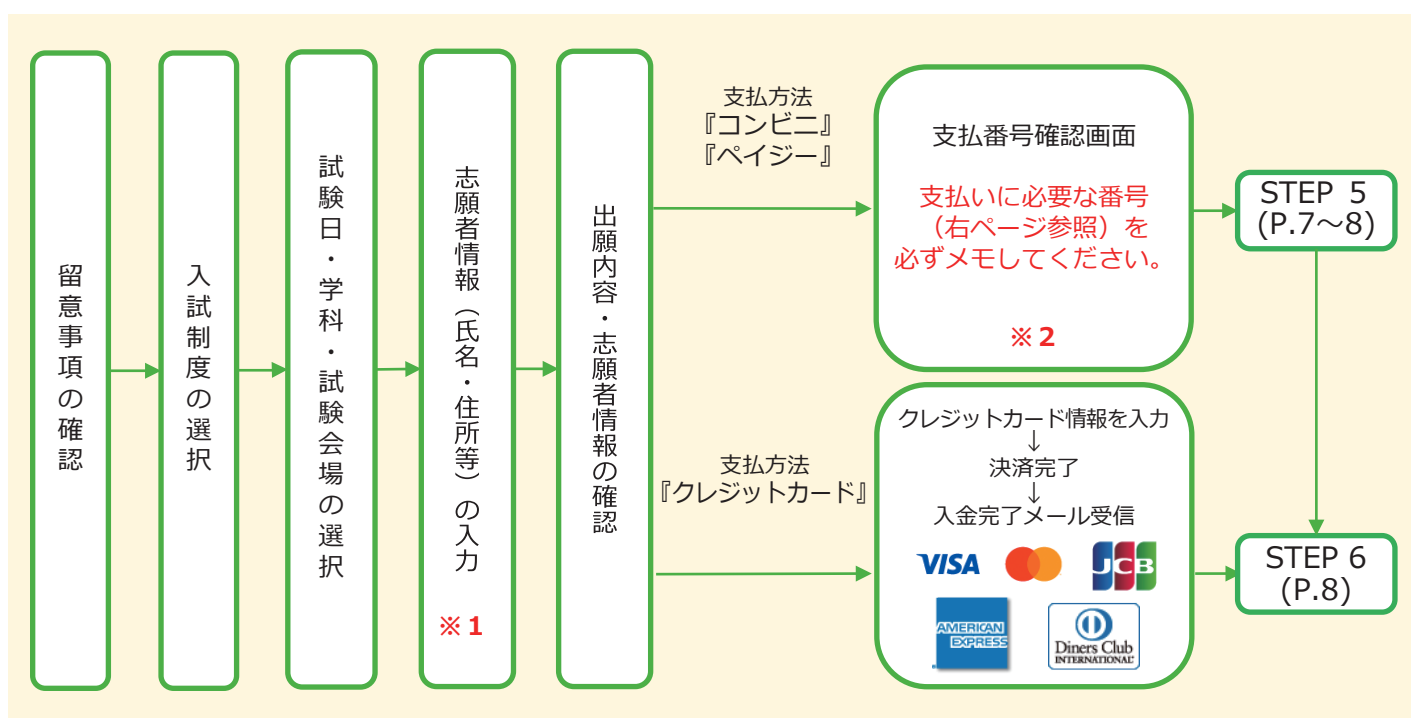 留意事項の確認
入試制度の選択
試験日・学科・試験会場の選択
志願者情報（氏名・住所等）の入力
※１
出願内容・志願者情報の確認
支払方法
『コンビニ』
『ペイジー』
支払番号確認画面
支払いに必要な番号
（右ページ参照）を
必ずメモしてください。
※２
STEP 5
(P.7～8)
支払方法
『クレジットカード』
クレジットカード情報を入力
↓
決済完了
↓
入金完了メール受信
VISA
JCB
AMERICAN
EXPRESS
Diners Club
INTERNATIONAL
STEP 6
(P.8)